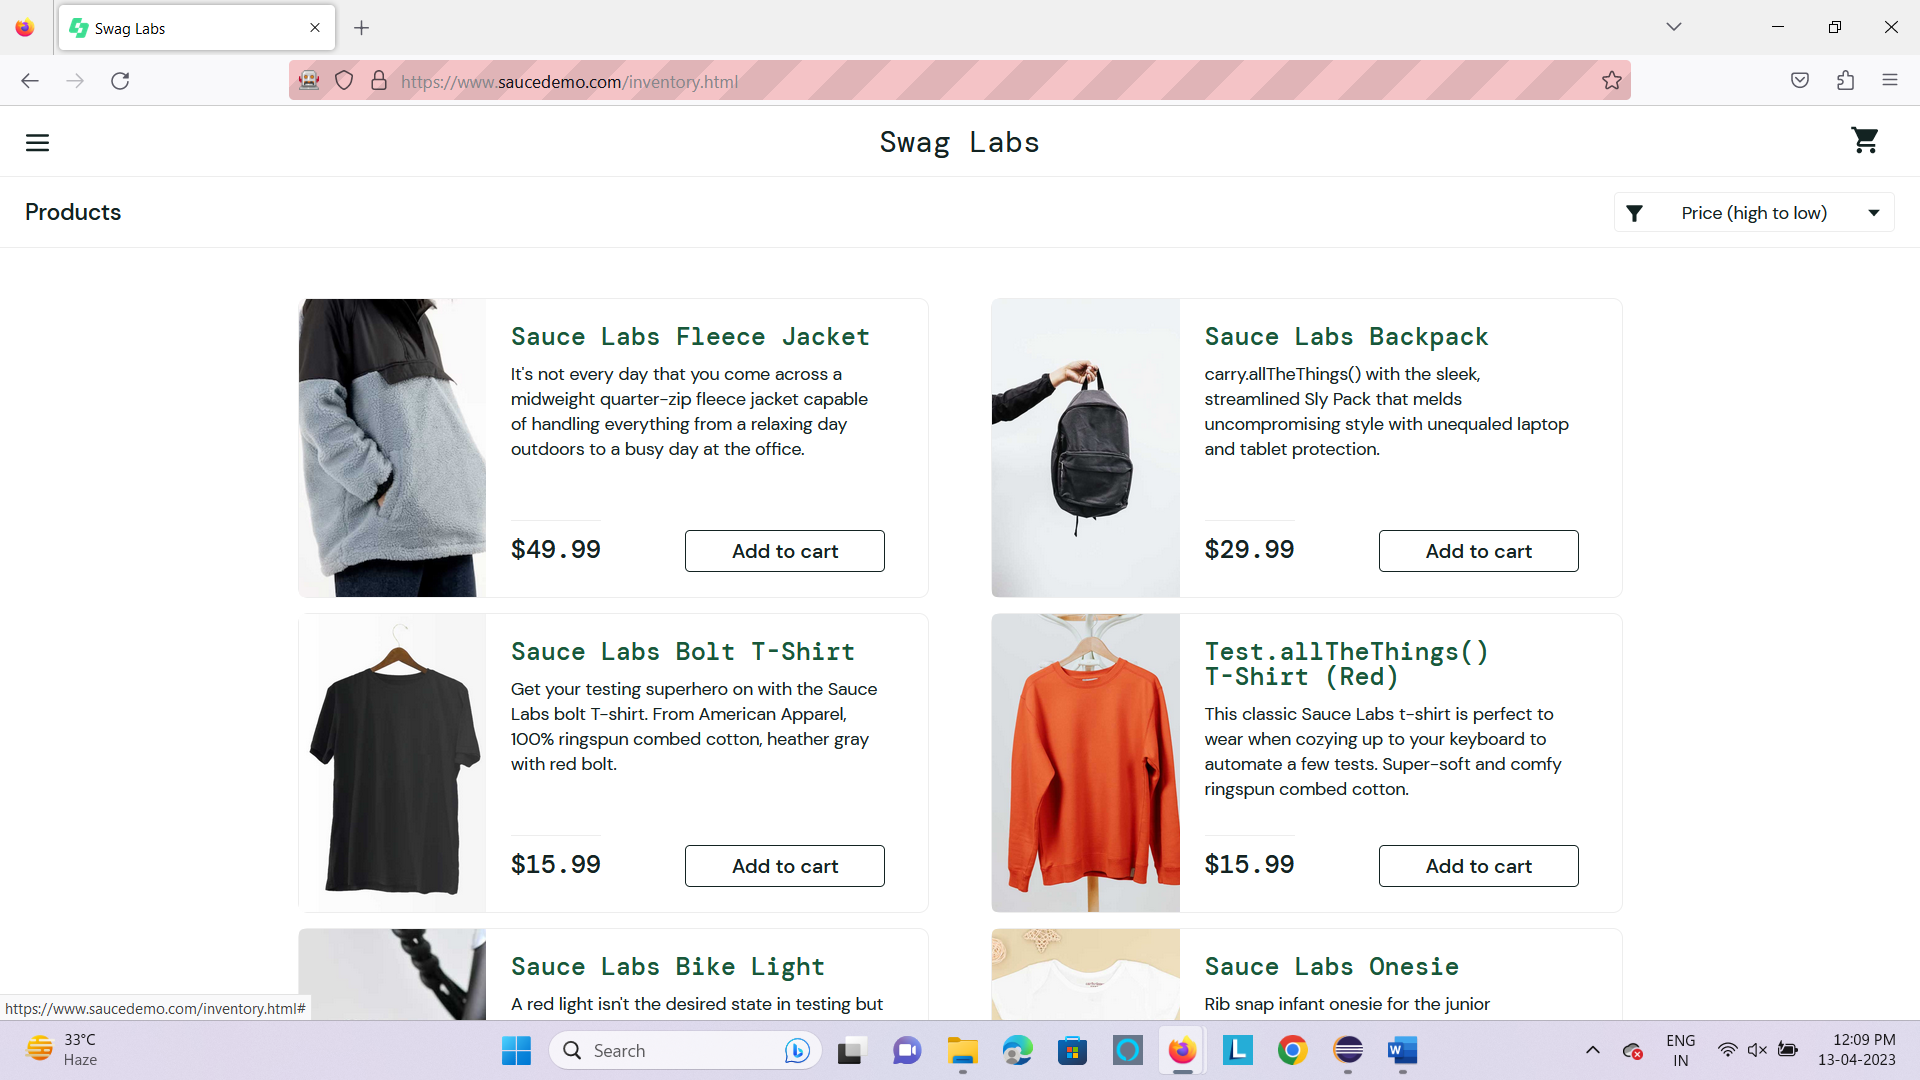 Swag Labs
https://www.saucedemo.com/inventory.html
Swag Labs
Products
Price (high to low)
Sauce Labs Fleece Jacket
It's not every day that you come across a
midweight quarter-zip fleece jacket capable
of handling everything from a relaxing day
outdoors to a busy day at the office.
$49.99
Add to cart
Sauce Labs Backpack
carry.allTheThings() with the sleek,
streamlined Sly Pack that melds
uncompromising style with unequaled laptop
and tablet protection.
$29.99
Add to cart
Sauce Labs Bolt T-Shirt
Get your testing superhero on with the Sauce
Labs bolt T-shirt. From American Apparel,
100% ringspun combed cotton, heather gray
with red bolt.
$15.99
Add to cart
Test.allTheThings()
T-Shirt (Red)
This classic Sauce Labs t-shirt is perfect to
wear when cozying up to your keyboard to
automate a few tests. Super-soft and comfy
ringspun combed cotton.
$15.99
Add to cart
Sauce Labs Bike Light
A red light isn't the desired state in testing but
Sauce Labs Onesie
Rib snap infant onesie for the junior
https://www.saucedemo.com/inventory.html#
33°C
Haze
Search
L
W
ENG
IN
12:09 PM
13-04-2023